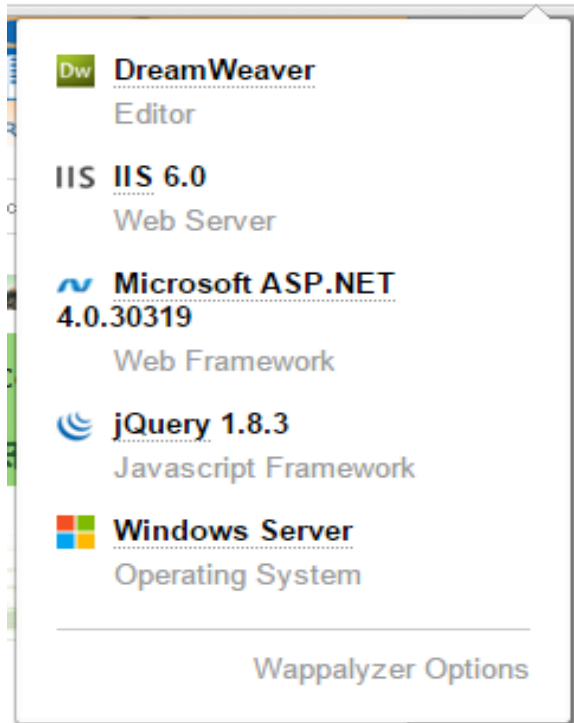 Dw DreamWeaver
Editor
IIS IIS 6.0
Web Server
Microsoft ASP.NET
4.0.30319
Web Framework
jQuery 1.8.3
Javascript Framework
Windows Server
Operating System
Wappalyzer Options